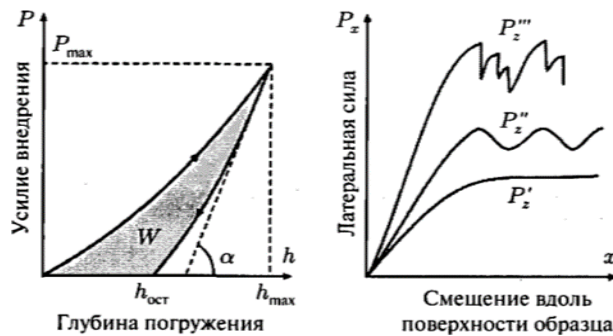 P
P_max
Усилие внедрения
W
α
h
h_ост
h_max
Глубина погружения
P_x
P_z'''
P_z''
P_z'
Латеральная сила
x
Смещение вдоль
поверхности образца